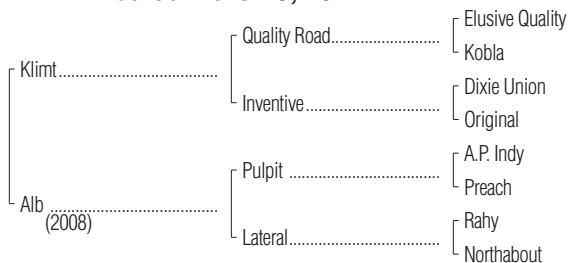 Elusive Quality
Quality Road
Kobla
Klimt
Dixie Union
Inventive
Original
A.P. Indy
Pulpit
Preach
Alb
(2008)
Rahy
Lateral
Northabout